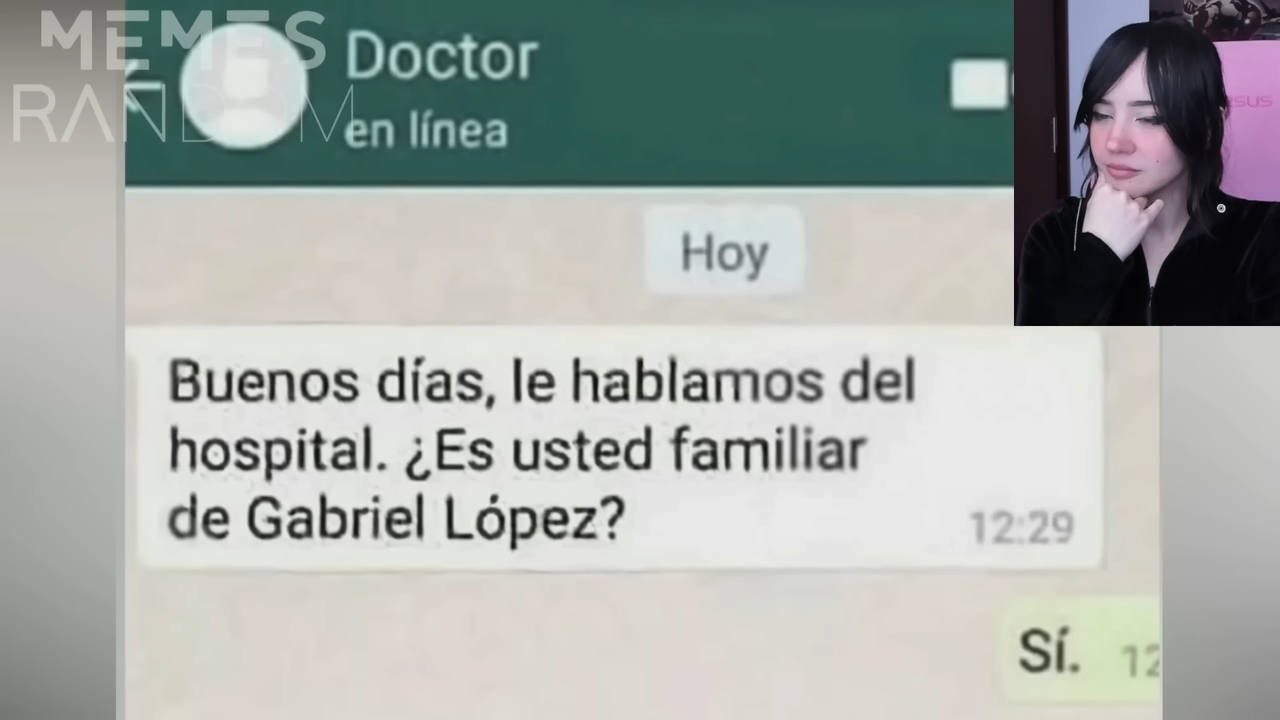 MEMES
RANDOM
Doctor
en línea
Hoy
Buenos días, le hablamos del
hospital. ¿Es usted familiar
de Gabriel López?
12:29
Sí.